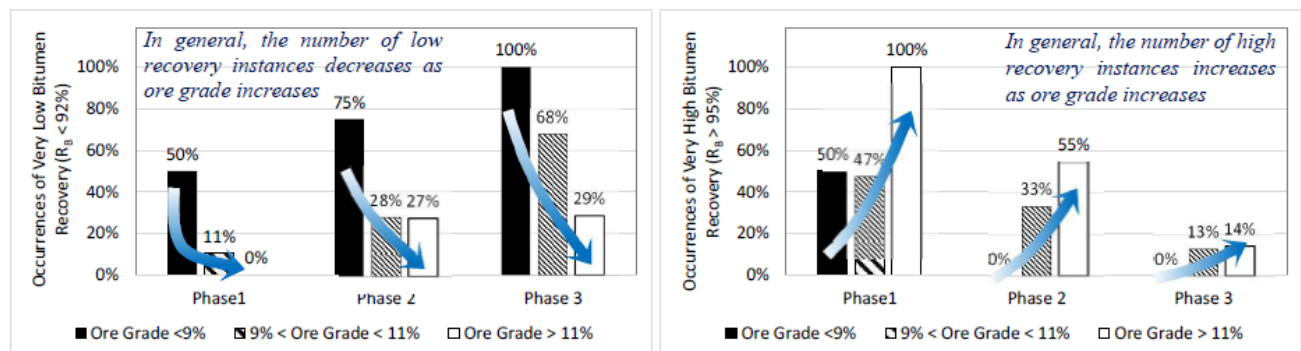 In general, the number of low
recovery instances decreases as
ore grade increases
Occurrences of Very Low Bitumen
Recovery (R_B < 92%)
100%
80%
60%
40%
20%
0%
50%
11%
0%
75%
28%
27%
100%
68%
29%
Phase1
Phase 2
Phase 3
Ore Grade <9%
9% < Ore Grade < 11%
Ore Grade > 11%
In general, the number of high
recovery instances increases
as ore grade increases
Occurrences of Very High Bitumen
Recovery (R_B > 95%)
100%
80%
60%
40%
20%
0%
50%
47%
100%
0%
33%
55%
0%
13%
14%
Phase1
Phase 2
Phase 3
Ore Grade <9%
9% < Ore Grade < 11%
Ore Grade > 11%